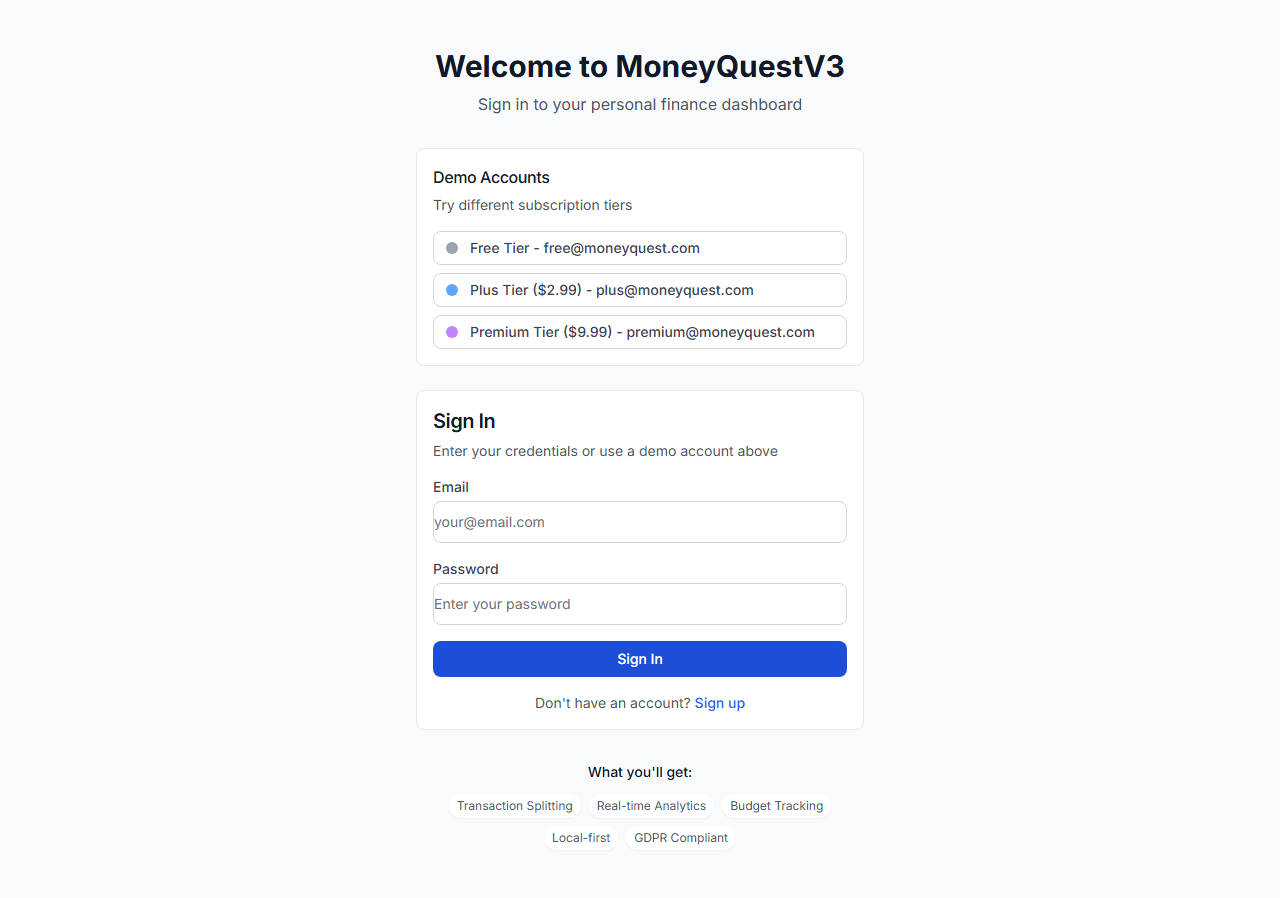 Welcome to MoneyQuestV3
Sign in to your personal finance dashboard
Demo Accounts
Try different subscription tiers
Free Tier - free@moneyquest.com
Plus Tier ($2.99) - plus@moneyquest.com
Premium Tier ($9.99) - premium@moneyquest.com
Sign In
Enter your credentials or use a demo account above
Email
your@email.com
Password
Enter your password
Sign In
Don't have an account? Sign up
What you'll get:
Transaction Splitting Real-time Analytics Budget Tracking
Local-first GDPR Compliant